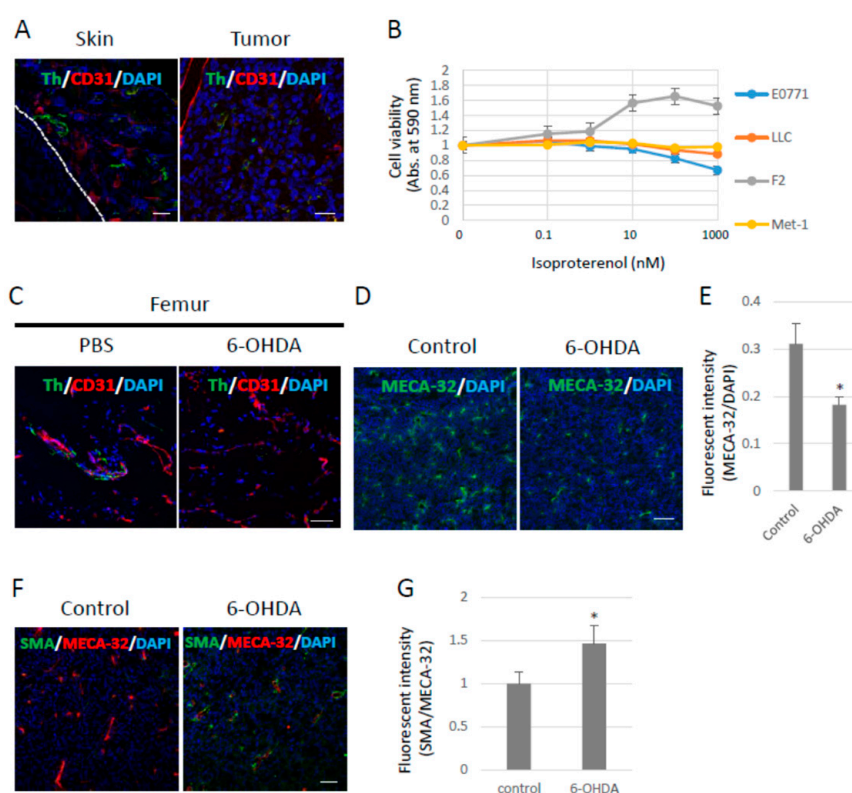 A
Skin Tumor
Th/CD31/DAPI Th/CD31/DAPI
B
Cell viability
(Abs. at 590 nm)
2
1.8
1.6
1.4
1.2
1
0.8
0.6
0.4
0.2
0
0 0.1 10 1000
Isoproterenol (nM)
E0771
LLC
F2
Met-1
C
Femur
PBS 6-OHDA
Th/CD31/DAPI Th/CD31/DAPI
D
Control 6-OHDA
MECA-32/DAPI MECA-32/DAPI
E
Fluorescent intensity
(MECA-32/DAPI)
0.4
0.3
0.2
0.1
0
*
Control 6-OHDA
F
Control 6-OHDA
SMA/MECA-32/DAPI SMA/MECA-32/DAPI
G
Fluorescent intensity
(SMA/MECA-32)
2
1.5
1
0.5
0
*
control 6-OHDA